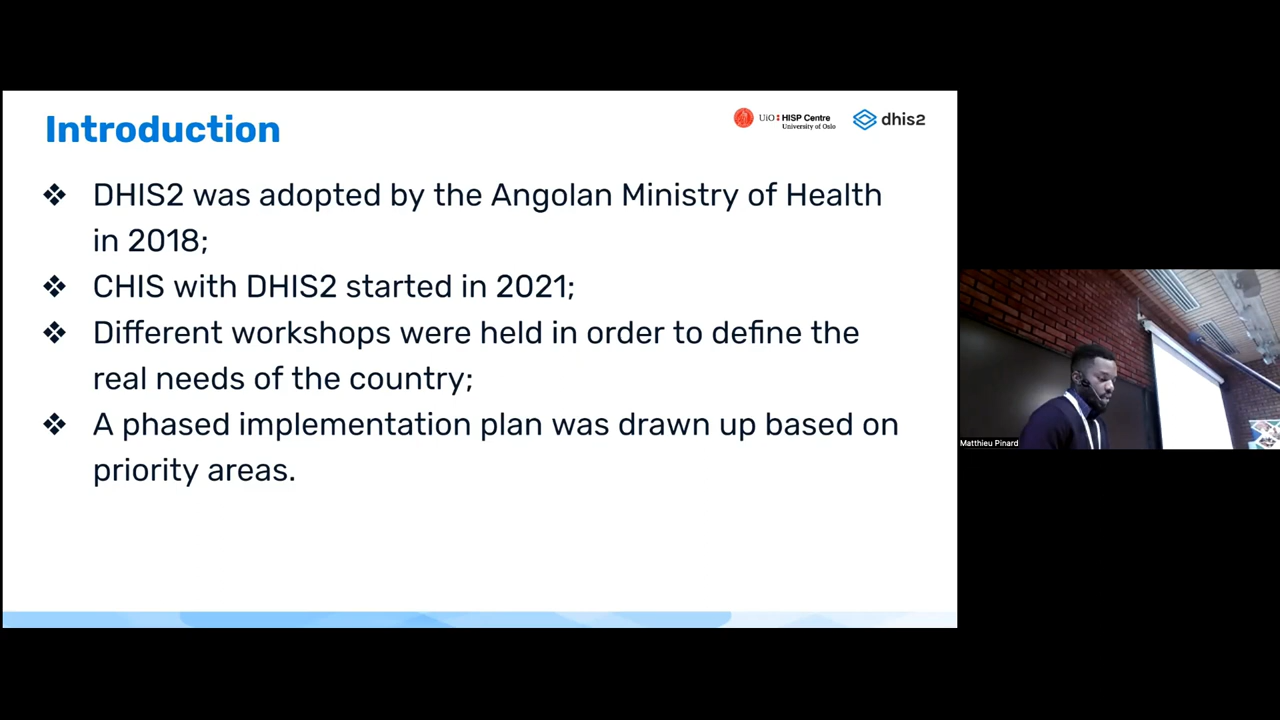 Introduction
UiO HISP Centre
University of Oslo
dhis2
❖ DHIS2 was adopted by the Angolan Ministry of Health
in 2018;
❖ CHIS with DHIS2 started in 2021;
❖ Different workshops were held in order to define the
real needs of the country;
❖ A phased implementation plan was drawn up based on
priority areas.
Matthieu Pinard